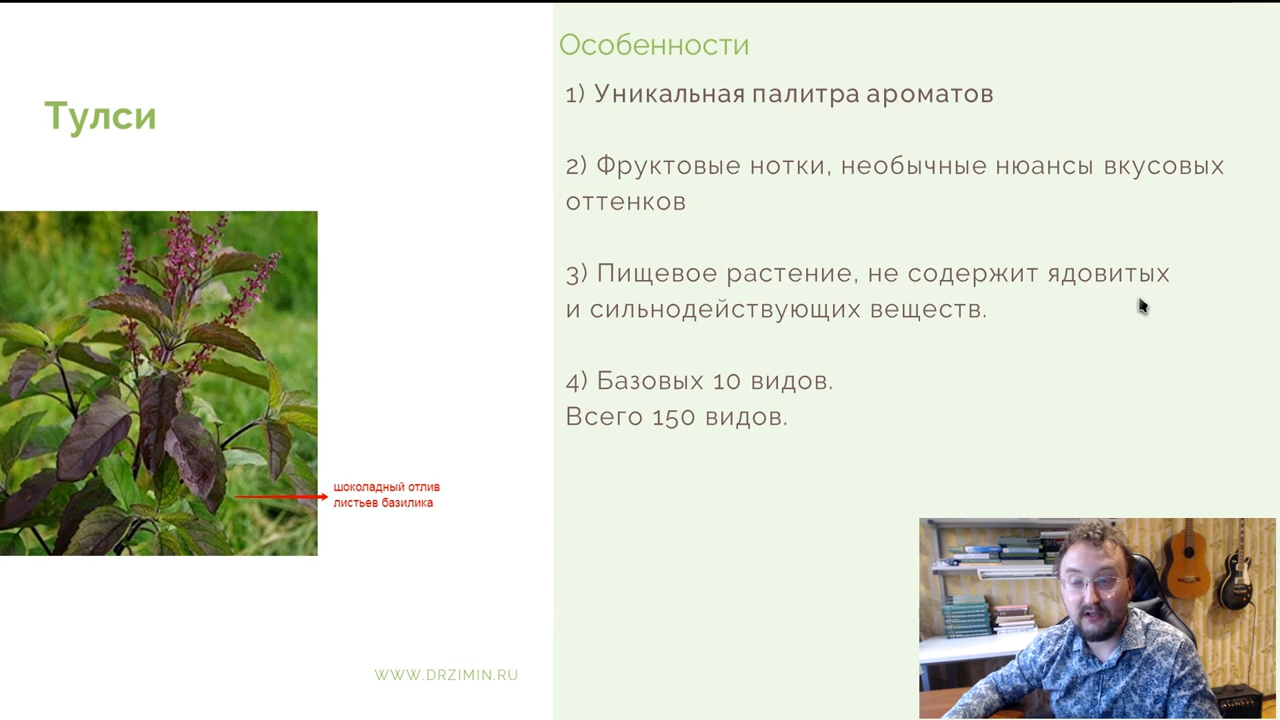 Тулси
шоколадный отлив
листьев базилика
WWW.DRZIMIN.RU
Особенности
1) Уникальная палитра ароматов
2) Фруктовые нотки, необычные нюансы вкусовых
оттенков
3) Пищевое растение, не содержит ядовитых
и сильнодействующих веществ.
4) Базовых 10 видов.
Всего 150 видов.